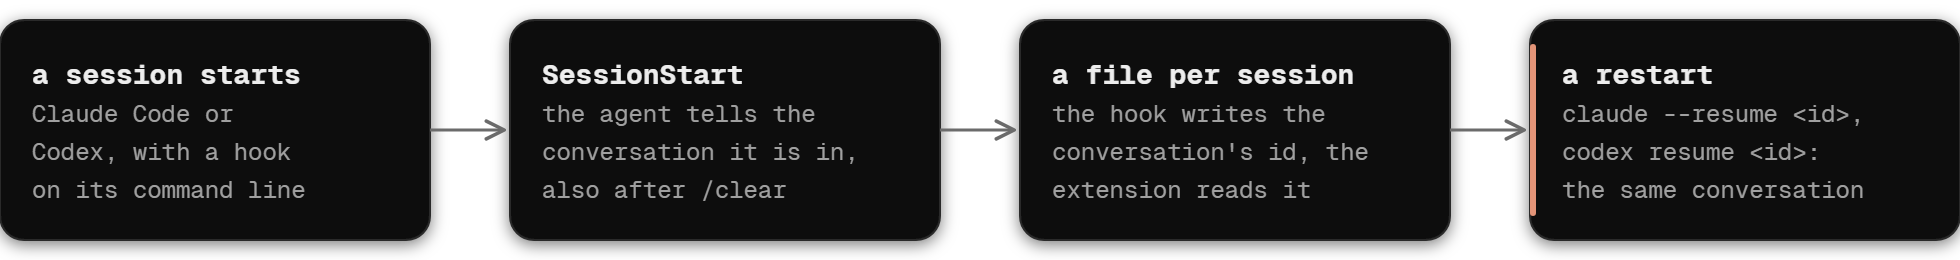 a session starts
Claude Code or
Codex, with a hook
on its command line
SessionStart
the agent tells the
conversation it is in,
also after /clear
a file per session
the hook writes the
conversation's id, the
extension reads it
a restart
claude --resume <id>,
codex resume <id>:
the same conversation